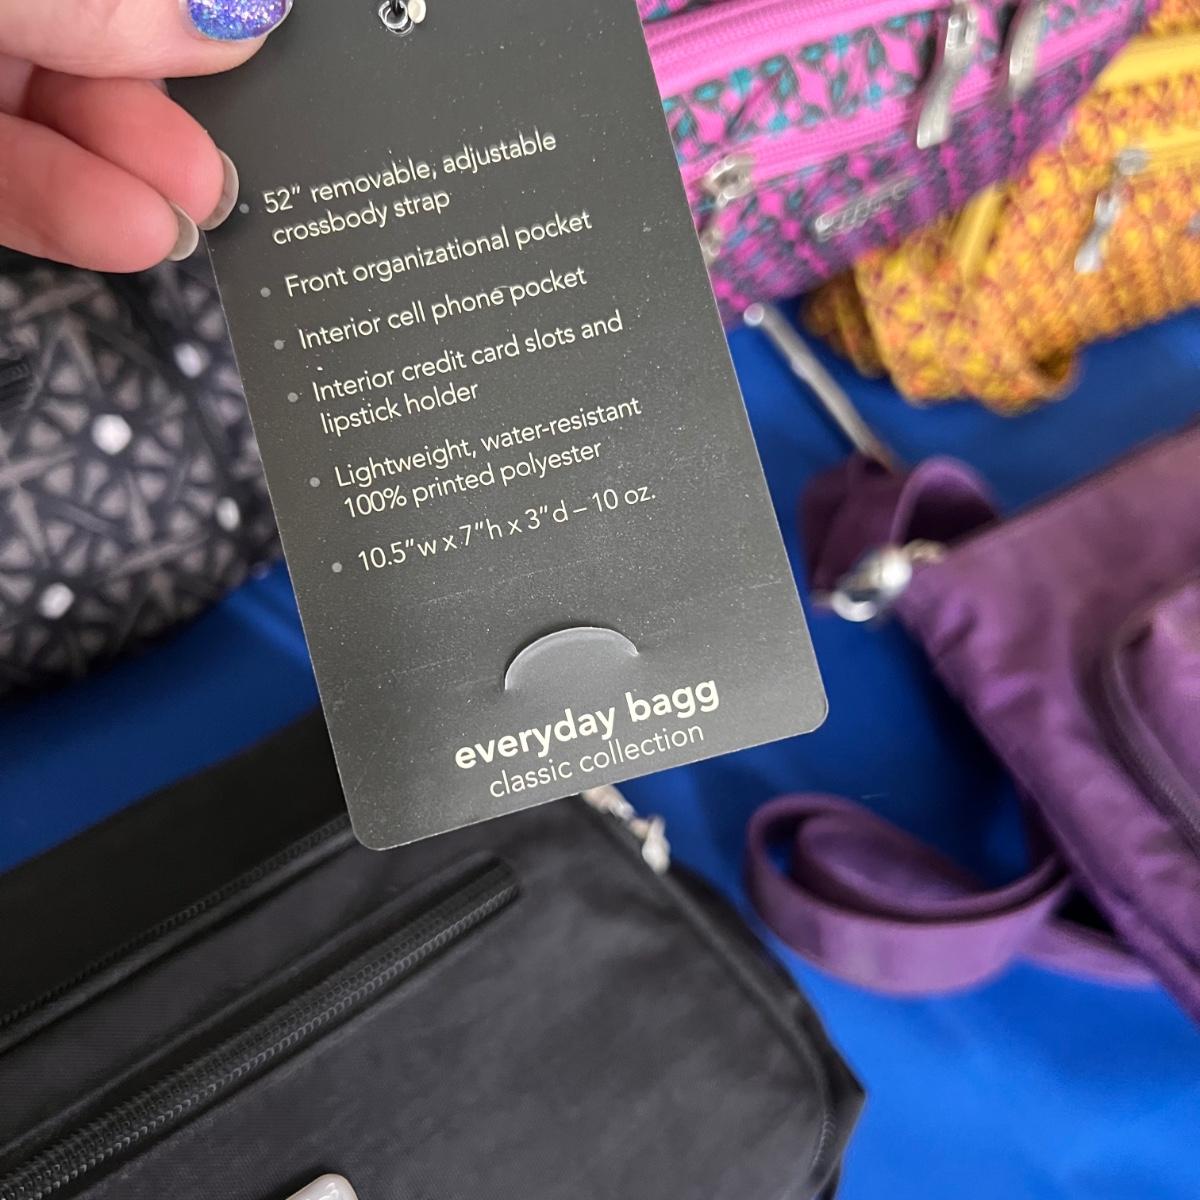 52" removable, adjustable
crossbody strap
Front organizational pocket
Interior cell phone pocket
Interior credit card slots and
lipstick holder
Lightweight, water-resistant
100% printed polyester
10.5"w x 7"h x 3"d – 10 oz.
everyday bagg
classic collection